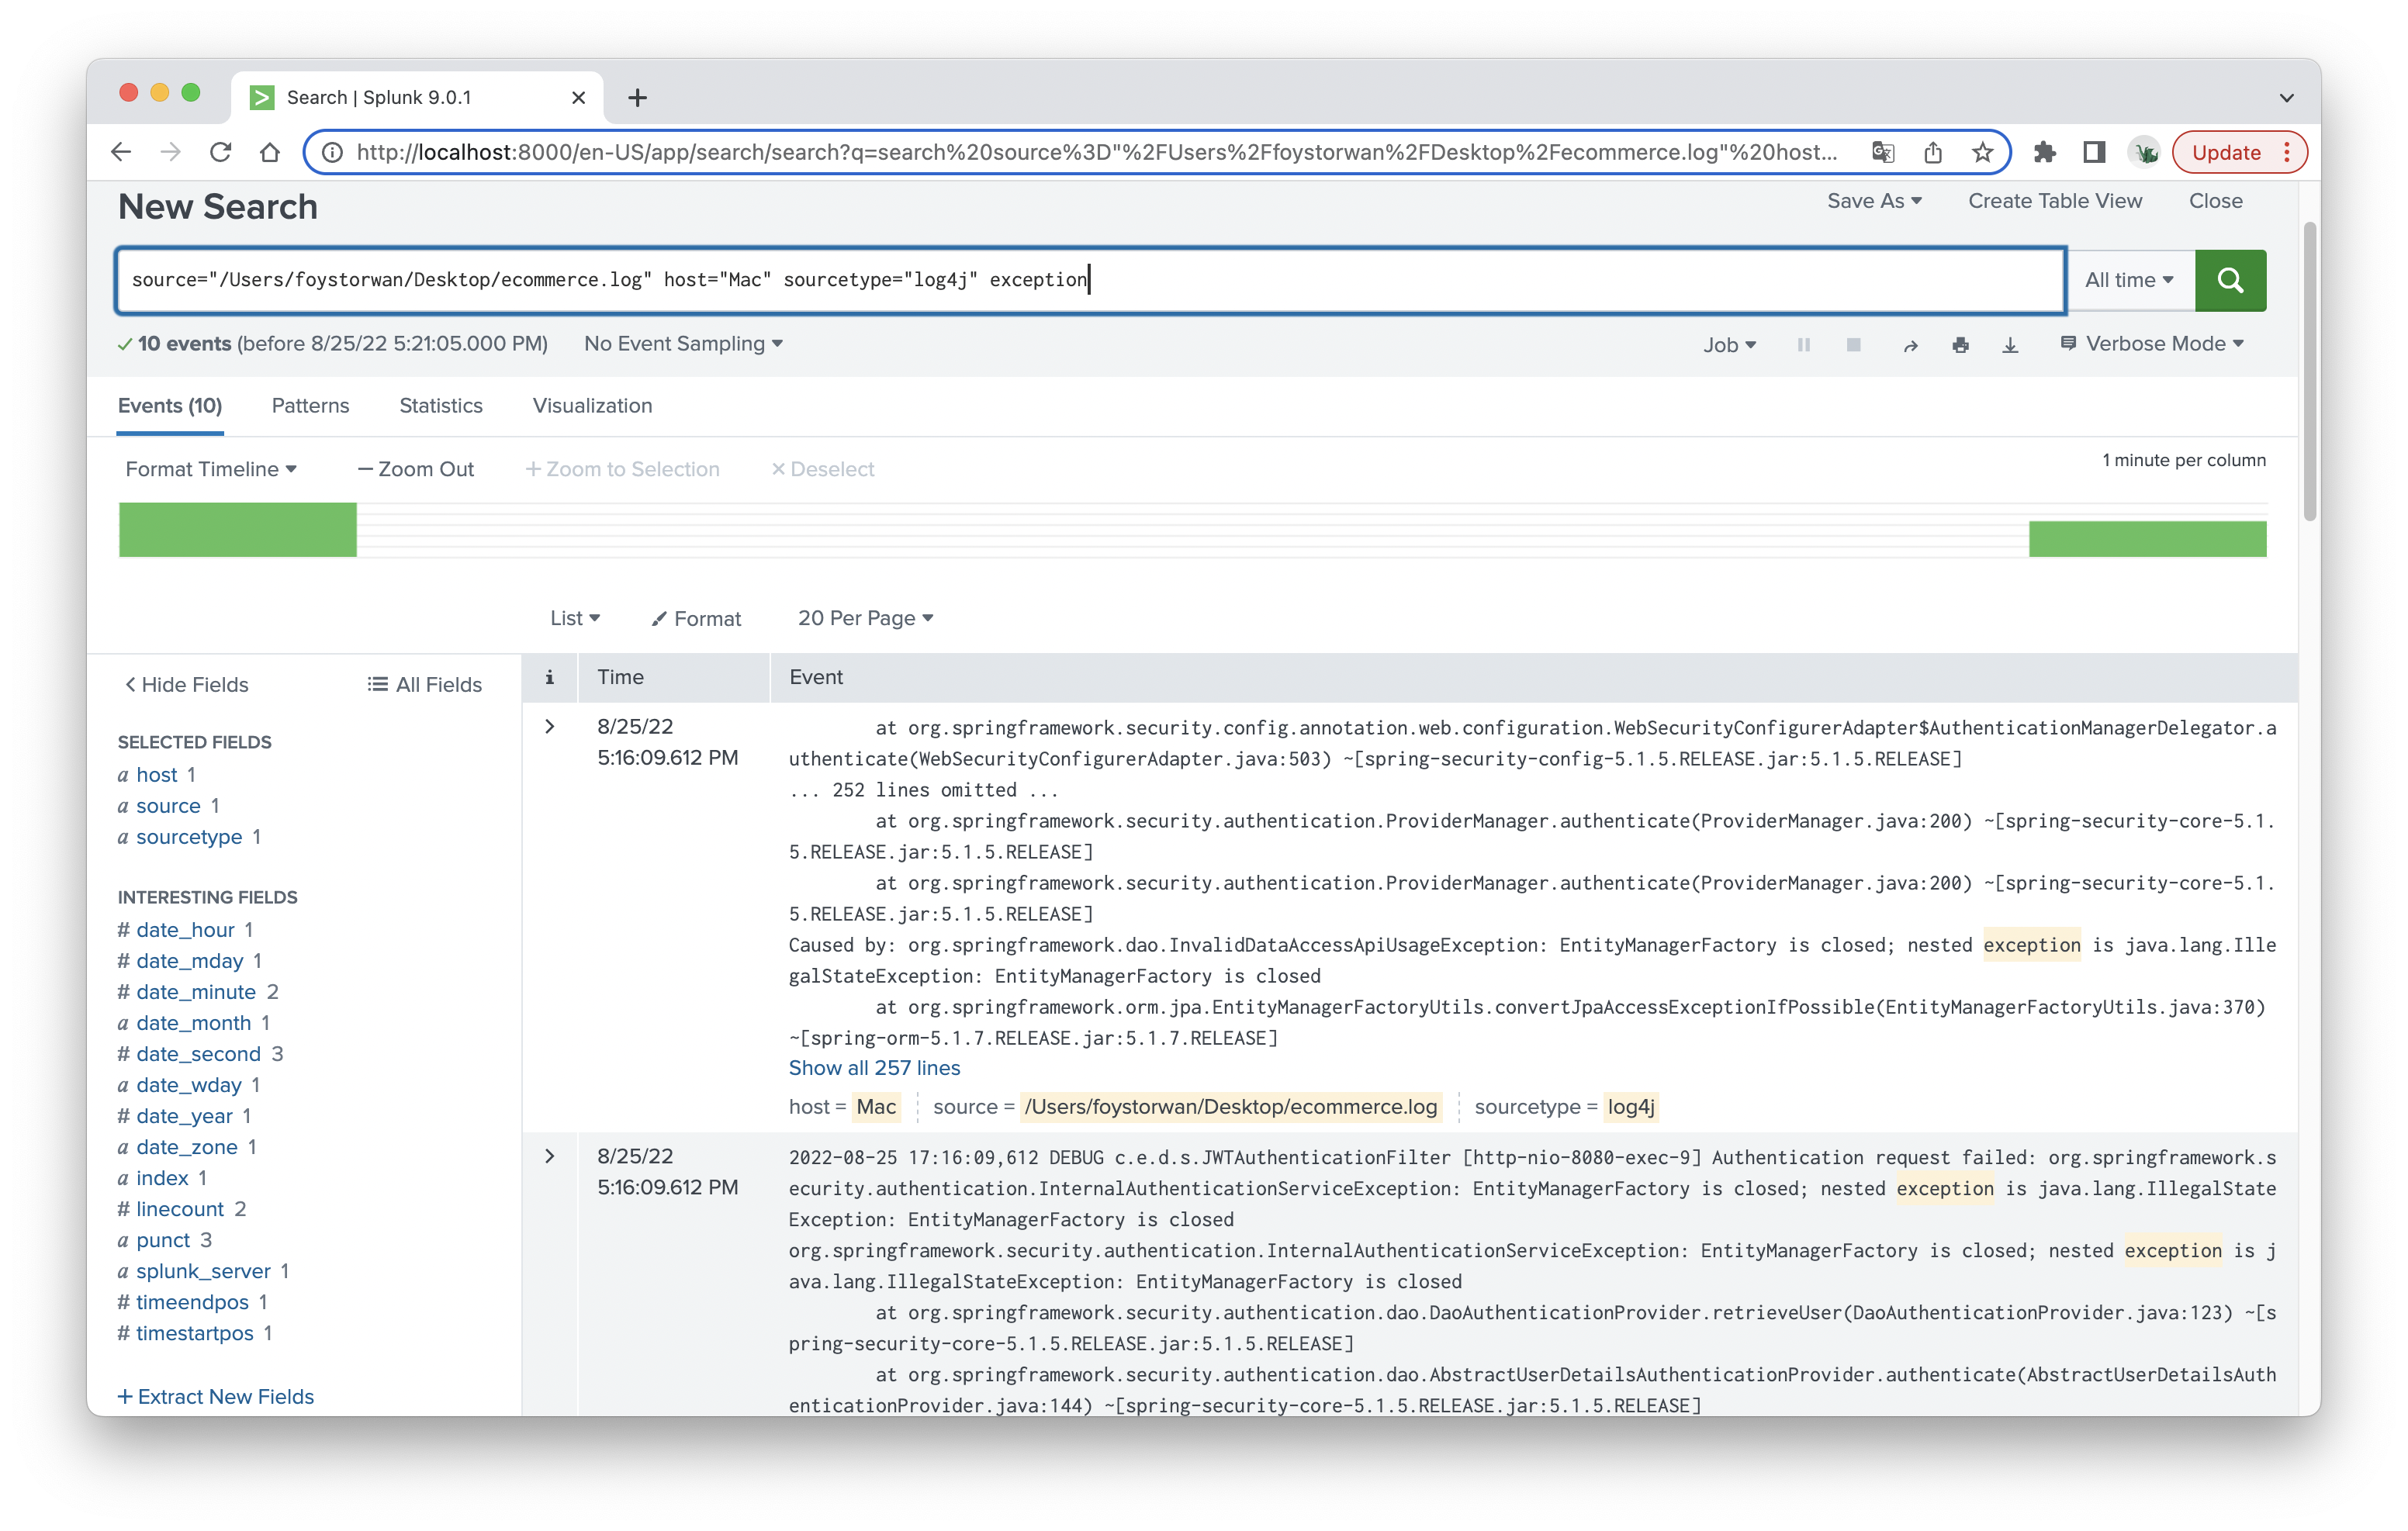 Search | Splunk 9.0.1
http://localhost:8000/en-US/app/search/search?q=search%20source%3D"%2FUsers%2Ffoystorwan%2FDesktop%2Fecommerce.log"%20host...
Update
New Search
Save As
Create Table View
Close
source="/Users/foystorwan/Desktop/ecommerce.log" host="Mac" sourcetype="log4j" exception
All time
10 events (before 8/25/22 5:21:05.000 PM)
No Event Sampling
Job
Verbose Mode
Events (10)
Patterns
Statistics
Visualization
Format Timeline
— Zoom Out
+ Zoom to Selection
× Deselect
1 minute per column
List
Format
20 Per Page
< Hide Fields
All Fields
i
Time
Event
SELECTED FIELDS
a host 1
a source 1
a sourcetype 1
INTERESTING FIELDS
# date_hour 1
# date_mday 1
# date_minute 2
a date_month 1
# date_second 3
a date_wday 1
# date_year 1
a date_zone 1
a index 1
# linecount 2
a punct 3
a splunk_server 1
# timeendpos 1
# timestartpos 1
+ Extract New Fields
8/25/22
5:16:09.612 PM
at org.springframework.security.config.annotation.web.configuration.WebSecurityConfigurerAdapter$AuthenticationManagerDelegator.a
uthenticate(WebSecurityConfigurerAdapter.java:503) ~[spring-security-config-5.1.5.RELEASE.jar:5.1.5.RELEASE]
... 252 lines omitted ...
at org.springframework.security.authentication.ProviderManager.authenticate(ProviderManager.java:200) ~[spring-security-core-5.1.
5.RELEASE.jar:5.1.5.RELEASE]
at org.springframework.security.authentication.ProviderManager.authenticate(ProviderManager.java:200) ~[spring-security-core-5.1.
5.RELEASE.jar:5.1.5.RELEASE]
Caused by: org.springframework.dao.InvalidDataAccessApiUsageException: EntityManagerFactory is closed; nested exception is java.lang.Ille
galStateException: EntityManagerFactory is closed
at org.springframework.orm.jpa.EntityManagerFactoryUtils.convertJpaAccessExceptionIfPossible(EntityManagerFactoryUtils.java:370)
~[spring-orm-5.1.7.RELEASE.jar:5.1.7.RELEASE]
Show all 257 lines
host = Mac source = /Users/foystorwan/Desktop/ecommerce.log sourcetype = log4j
8/25/22
5:16:09.612 PM
2022-08-25 17:16:09,612 DEBUG c.e.d.s.JWTAuthenticationFilter [http-nio-8080-exec-9] Authentication request failed: org.springframework.s
ecurity.authentication.InternalAuthenticationServiceException: EntityManagerFactory is closed; nested exception is java.lang.IllegalState
Exception: EntityManagerFactory is closed
org.springframework.security.authentication.InternalAuthenticationServiceException: EntityManagerFactory is closed; nested exception is j
ava.lang.IllegalStateException: EntityManagerFactory is closed
at org.springframework.security.authentication.dao.DaoAuthenticationProvider.retrieveUser(DaoAuthenticationProvider.java:123) ~[s
pring-security-core-5.1.5.RELEASE.jar:5.1.5.RELEASE]
at org.springframework.security.authentication.dao.AbstractUserDetailsAuthenticationProvider.authenticate(AbstractUserDetailsAuth
enticationProvider.java:144) ~[spring-security-core-5.1.5.RELEASE.jar:5.1.5.RELEASE]